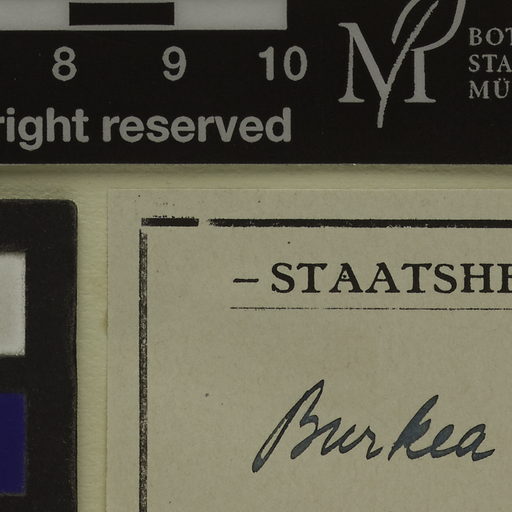 8 9 10
BOT
STA
MÜ
right reserved
– STAATSHE
Burkea